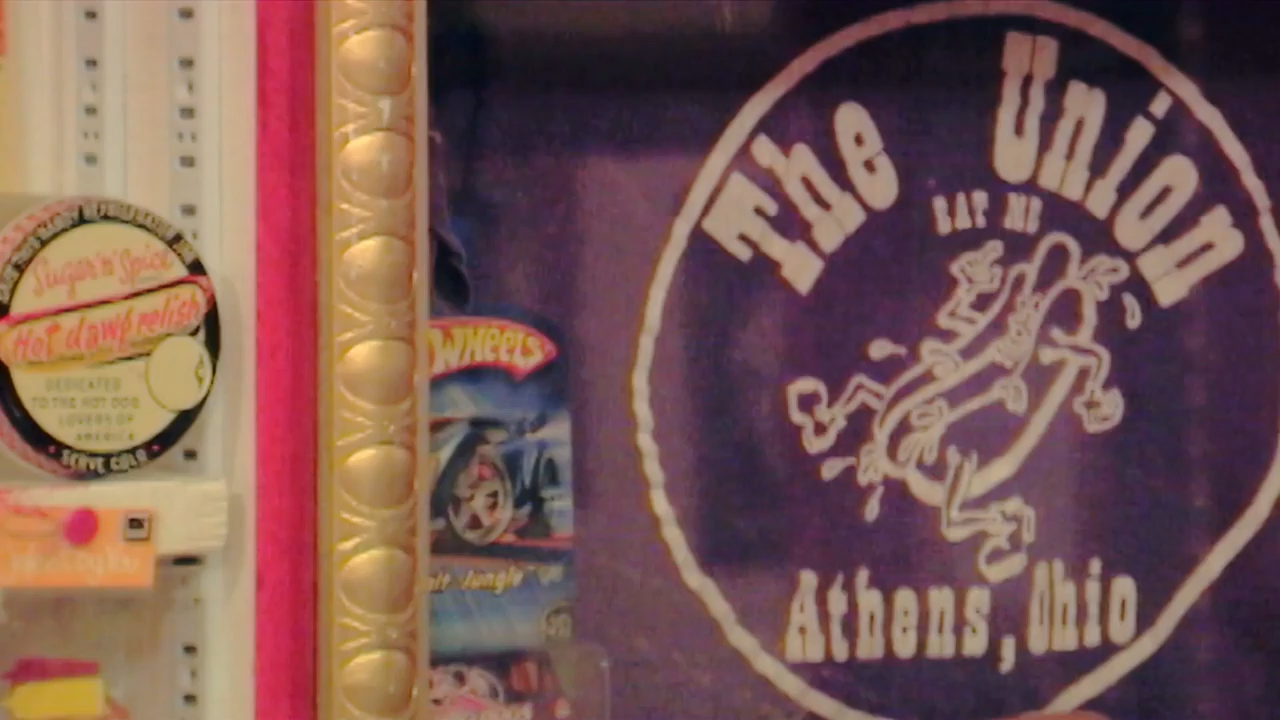 Sugar'n'Spice
Hot dawg relish
DEDICATED
TO THE HOT DOG
LOVERS OF
AMERICA
SERVE COLD
WHEELS
Jungle
The Union
EAT ME
Athens, Ohio